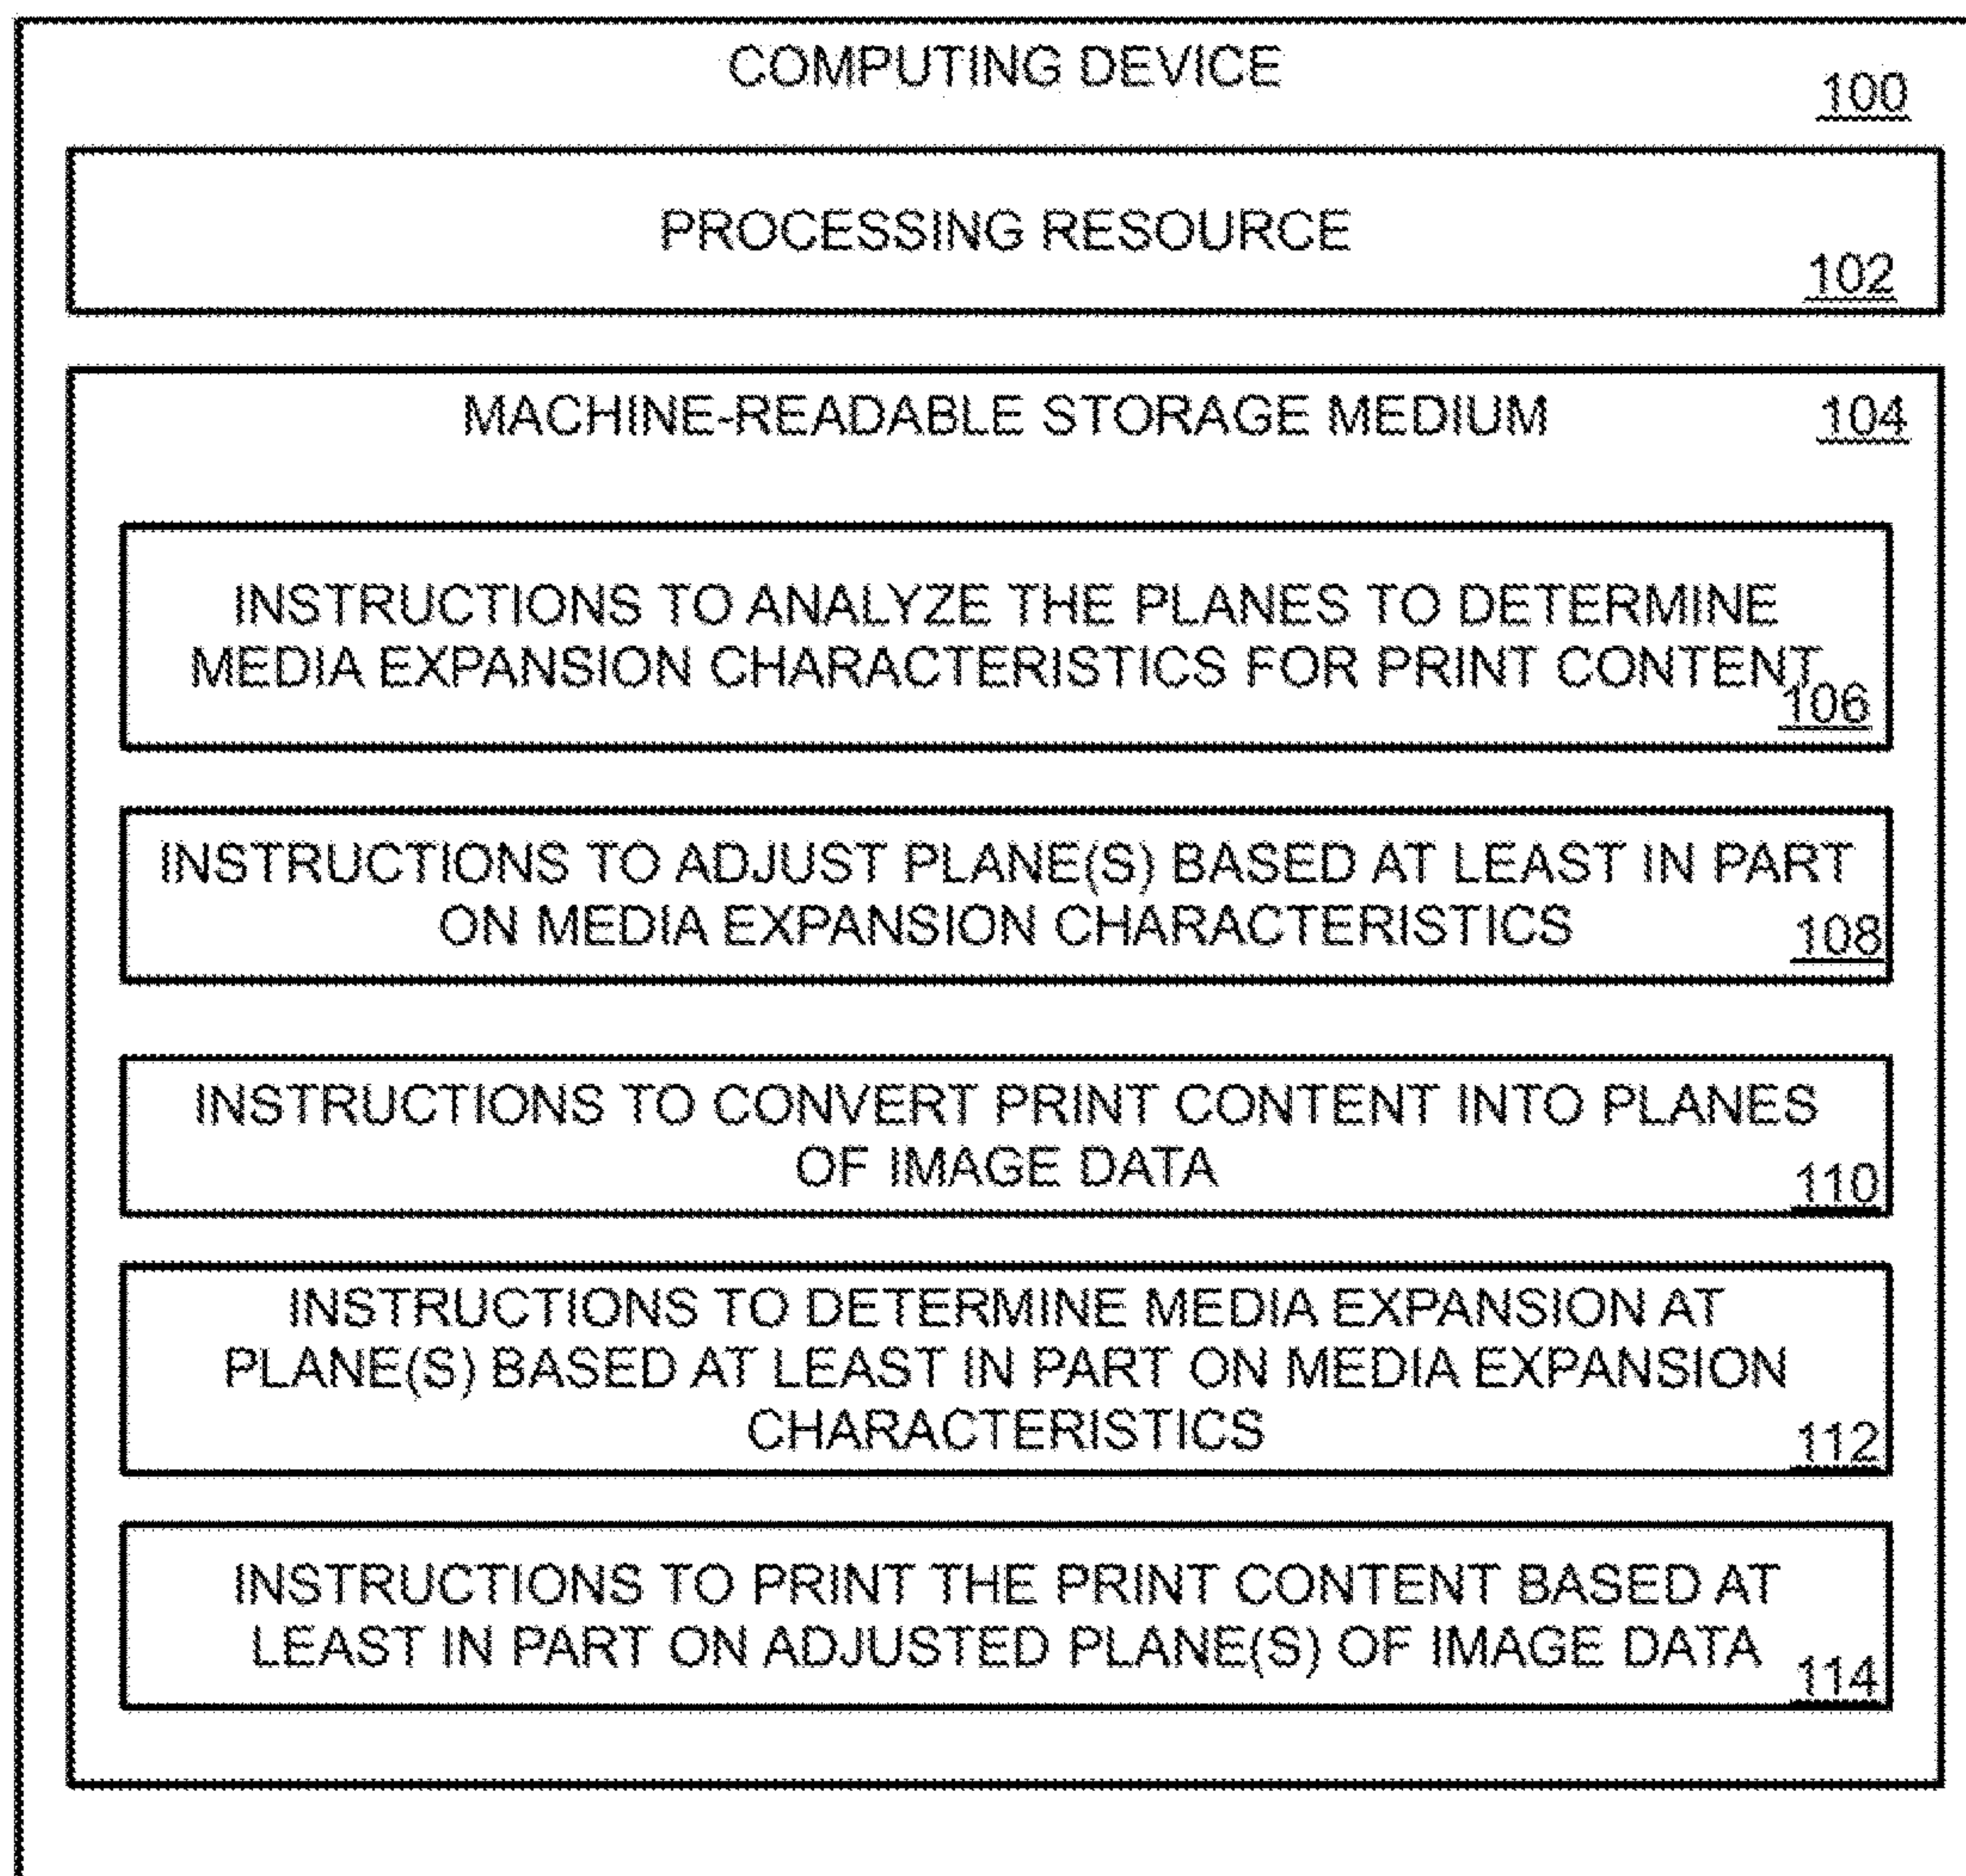 COMPUTING DEVICE
100
PROCESSING RESOURCE
102
MACHINE-READABLE STORAGE MEDIUM
104
INSTRUCTIONS TO ANALYZE THE PLANES TO DETERMINE
MEDIA EXPANSION CHARACTERISTICS FOR PRINT CONTENT
106
INSTRUCTIONS TO ADJUST PLANE(S) BASED AT LEAST IN PART
ON MEDIA EXPANSION CHARACTERISTICS
108
INSTRUCTIONS TO CONVERT PRINT CONTENT INTO PLANES
OF IMAGE DATA
110
INSTRUCTIONS TO DETERMINE MEDIA EXPANSION AT
PLANE(S) BASED AT LEAST IN PART ON MEDIA EXPANSION
CHARACTERISTICS
112
INSTRUCTIONS TO PRINT THE PRINT CONTENT BASED AT
LEAST IN PART ON ADJUSTED PLANE(S) OF IMAGE DATA
114